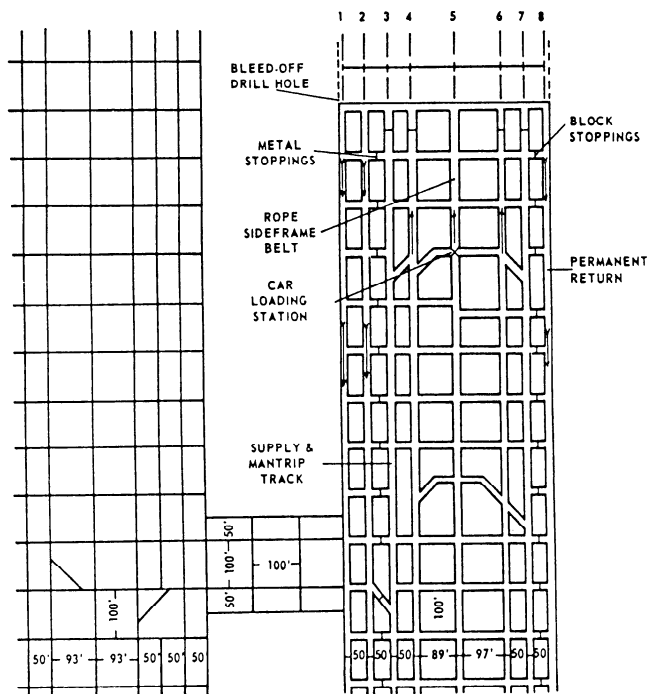 1 2 3 4 5 6 7 8
BLEED-OFF
DRILL HOLE
METAL
STOPPINGS
BLOCK
STOPPINGS
ROPE
SIDEFRAME
BELT
CAR
LOADING
STATION
PERMANENT
RETURN
SUPPLY &
MANTRIP
TRACK
50'
100'
100'
50'
100'
100'
50' 93' 93' 50' 50' 50'
50 50 50 89' 97' 50 50